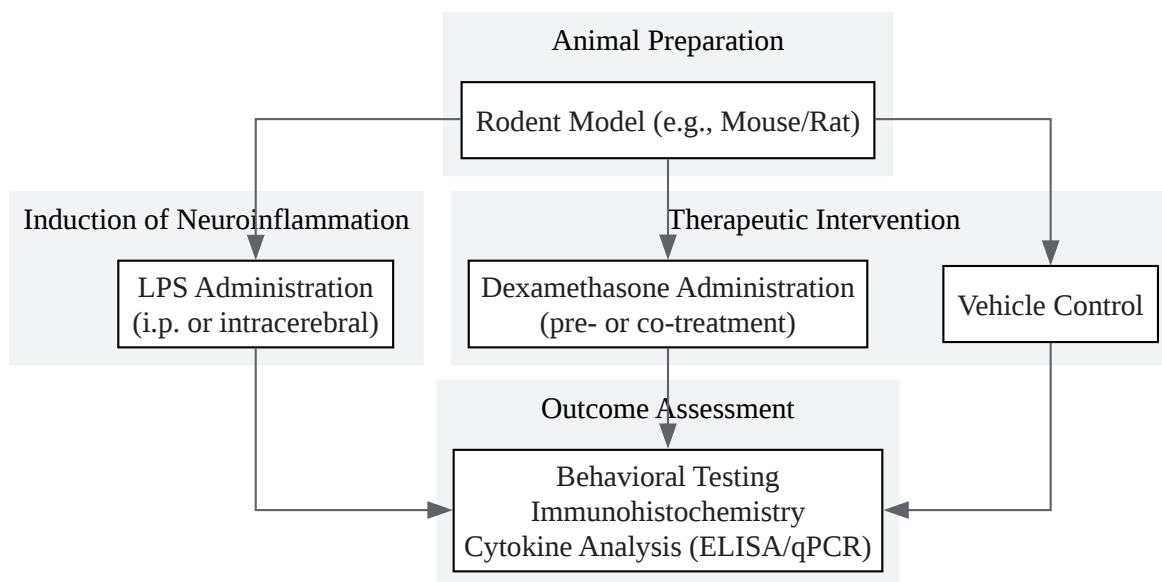 Animal Preparation
Rodent Model (e.g., Mouse/Rat)
Induction of Neuroinflammation
Therapeutic Intervention
LPS Administration
(i.p. or intracerebral)
Dexamethasone Administration
(pre- or co-treatment)
Vehicle Control
Outcome Assessment
Behavioral Testing
Immunohistochemistry
Cytokine Analysis (ELISA/qPCR)